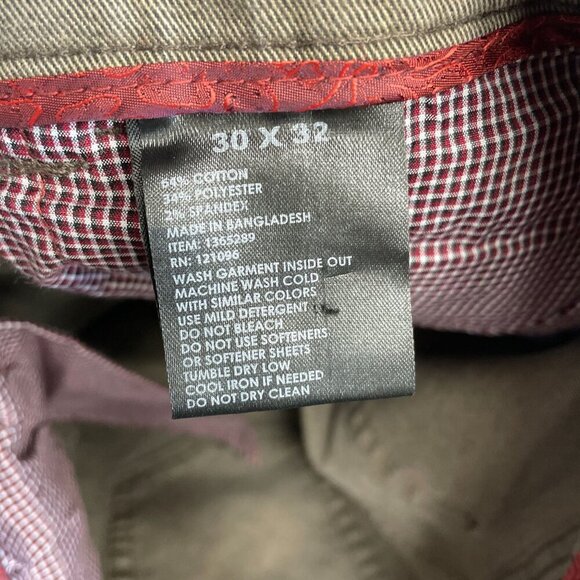 30 X 32
64% COTTON
34% POLYESTER
2% SPANDEX
MADE IN BANGLADESH
ITEM: 1365289
RN: 121096
WASH GARMENT INSIDE OUT
MACHINE WASH COLD
WITH SIMILAR COLORS
USE MILD DETERGENT
DO NOT BLEACH
DO NOT USE SOFTENERS
OR SOFTENER SHEETS
TUMBLE DRY LOW
COOL IRON IF NEEDED
DO NOT DRY CLEAN